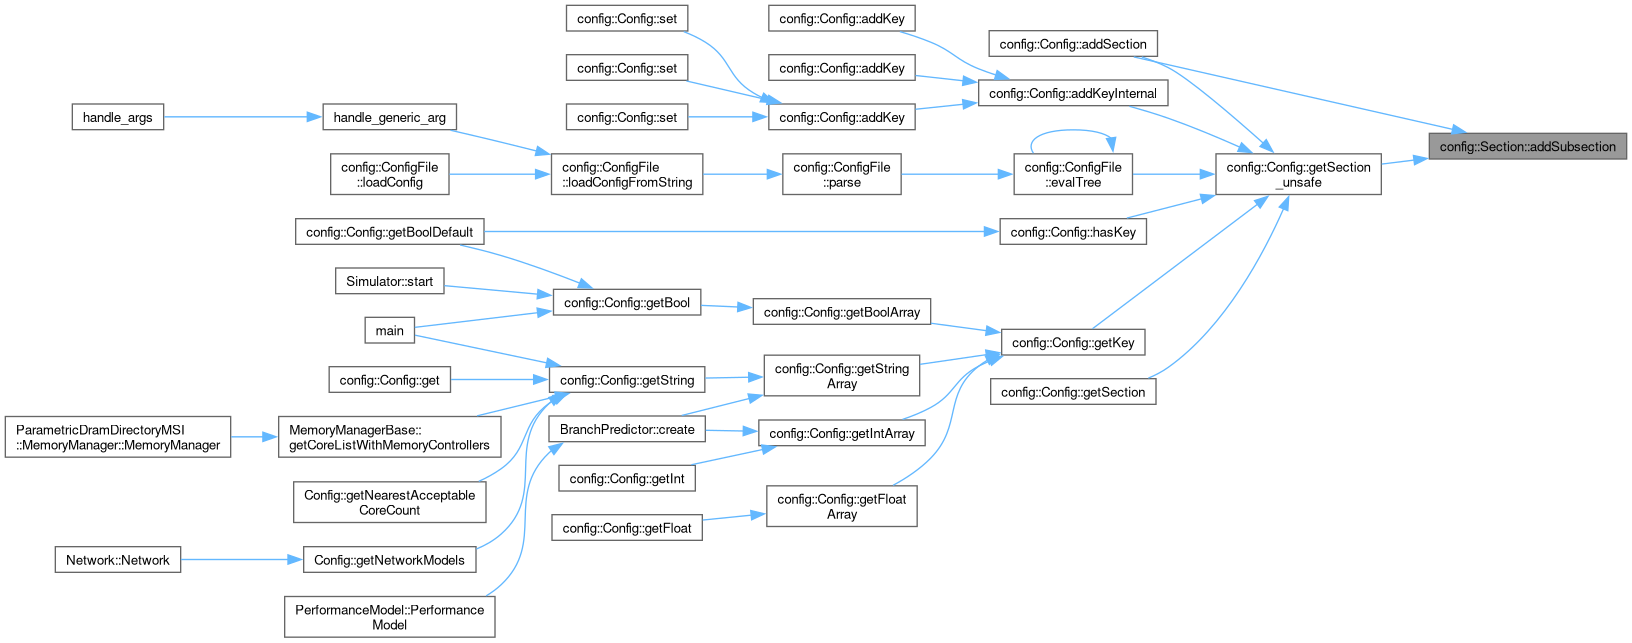 config::Config::set
config::Config::addKey
config::Config::addSection
config::Config::set
config::Config::addKey
config::Config::addKeyInternal
handle_args
handle_generic_arg
config::Config::set
config::Config::addKey
config::Section::addSubsection
config::ConfigFile
::loadConfig
config::ConfigFile
::loadConfigFromString
config::ConfigFile
::parse
config::ConfigFile
::evalTree
config::Config::getSection
_unsafe
config::Config::getBoolDefault
config::Config::hasKey
Simulator::start
config::Config::getBool
config::Config::getBoolArray
main
config::Config::getKey
config::Config::get
config::Config::getString
config::Config::getString
Array
config::Config::getSection
ParametricDramDirectoryMSI
::MemoryManager::MemoryManager
MemoryManagerBase::
getCoreListWithMemoryControllers
BranchPredictor::create
config::Config::getIntArray
config::Config::getInt
Config::getNearestAcceptable
CoreCount
config::Config::getFloat
config::Config::getFloat
Array
Network::Network
Config::getNetworkModels
PerformanceModel::Performance
Model